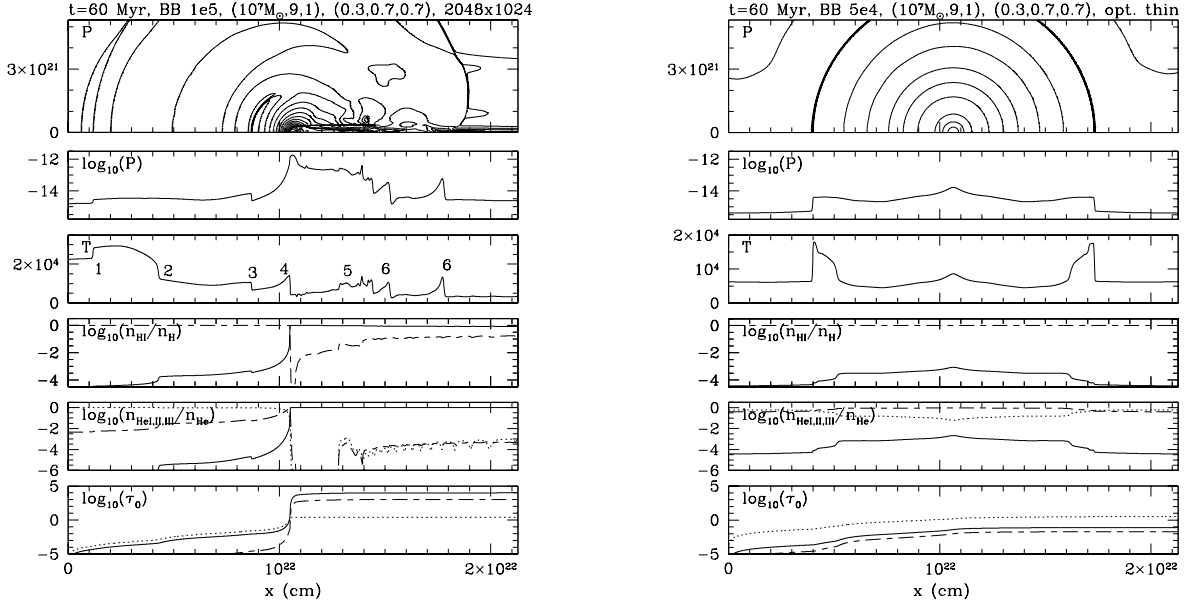 t=60 Myr, BB 1e5, (10⁷M⊙,9,1), (0.3,0.7,0.7), 2048x1024
P
3×10²¹
0
log₁₀(P)
−12
−14
T
2×10⁴
0
1 2 3 4 5 6 6
log₁₀(n_HI/n_H)
0
−2
−4
log₁₀(n_HeI,II,III/n_He)
0
−2
−4
−6
log₁₀(τ₀)
5
0
−5
0 10²² 2×10²²
x (cm)
t=60 Myr, BB 5e4, (10⁷M⊙,9,1), (0.3,0.7,0.7), opt. thin
P
3×10²¹
0
log₁₀(P)
−12
−14
T
2×10⁴
10⁴
0
log₁₀(n_HI/n_H)
0
−2
−4
log₁₀(n_HeI,II,III/n_He)
0
−2
−4
−6
log₁₀(τ₀)
5
0
−5
0 10²² 2×10²²
x (cm)